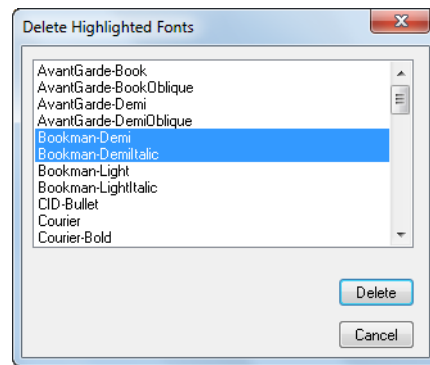 Delete Highlighted Fonts
AvantGarde-Book
AvantGarde-BookOblique
AvantGarde-Demi
AvantGarde-DemiOblique
Bookman-Demi
Bookman-DemiItalic
Bookman-Light
Bookman-LightItalic
CID-Bullet
Courier
Courier-Bold
Delete
Cancel